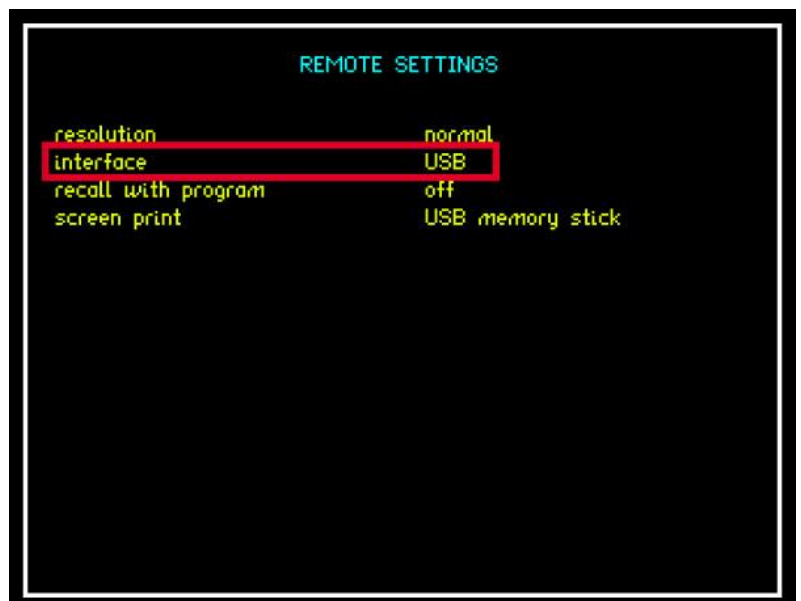 REMOTE SETTINGS
resolution normal
interface USB
recall with program off
screen print USB memory stick